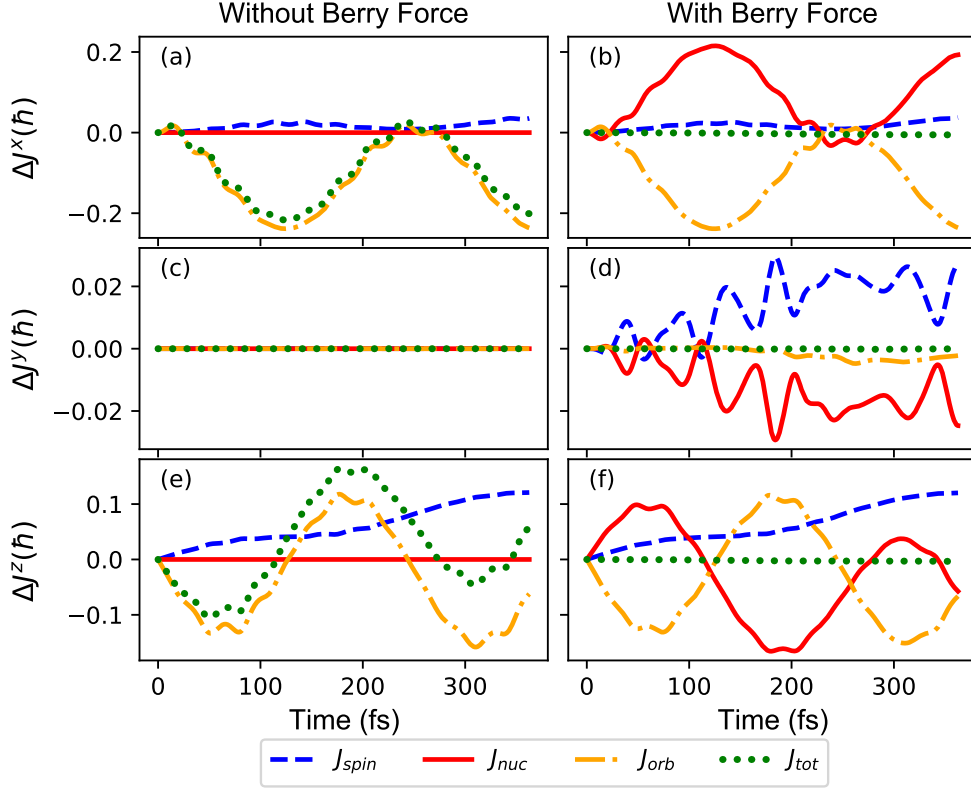 Without Berry Force
With Berry Force
(a)
(b)
0.2
0.0
−0.2
ΔJˣ(ħ)
(c)
(d)
0.02
0.00
−0.02
ΔJʸ(ħ)
(e)
(f)
0.1
0.0
−0.1
ΔJᶻ(ħ)
0 100 200 300
0 100 200 300
Time (fs)
Time (fs)
J_spin J_nuc J_orb J_tot